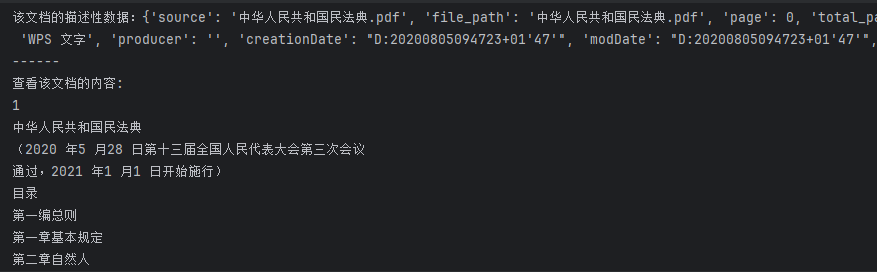 该文档的描述性数据：{'source': '中华人民共和国民法典.pdf', 'file_path': '中华人民共和国民法典.pdf', 'page': 0, 'total_pa
'WPS 文字', 'producer': '', 'creationDate': "D:20200805094723+01'47'", 'modDate': "D:20200805094723+01'47'",
------
查看该文档的内容:
1
中华人民共和国民法典
（2020 年5 月28 日第十三届全国人民代表大会第三次会议
通过，2021 年1 月1 日开始施行）
目录
第一编总则
第一章基本规定
第二章自然人